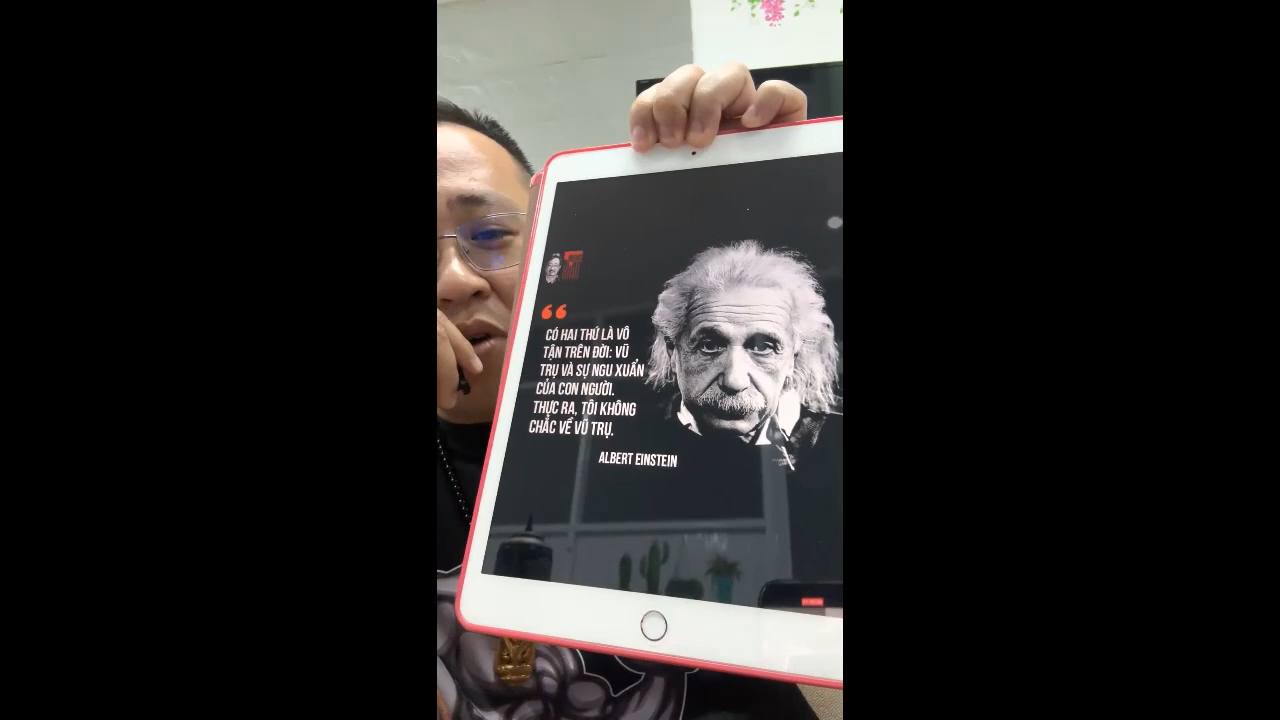 CÓ HAI THỨ LÀ VÔ
TẬN TRÊN ĐỜI: VŨ
TRỤ VÀ SỰ NGU XUẨN
CỦA CON NGƯỜI.
THỰC RA, TÔI KHÔNG
CHẮC VỀ VŨ TRỤ.
ALBERT EINSTEIN